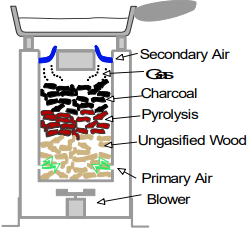 Secondary Air
Gas
Charcoal
Pyrolysis
Ungasified Wood
Primary Air
Blower